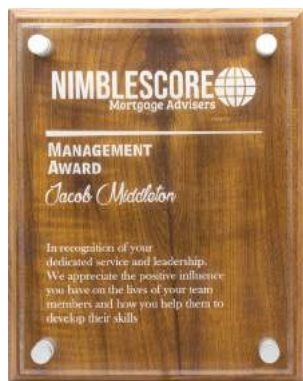 NIMBLESCORE
Mortgage Advisers
MANAGEMENT
AWARD
Jacob Middleton
In recognition of your
dedicated service and leadership.
We appreciate the positive influence
you have on the lives of your team
members and how you help them to
develop their skills